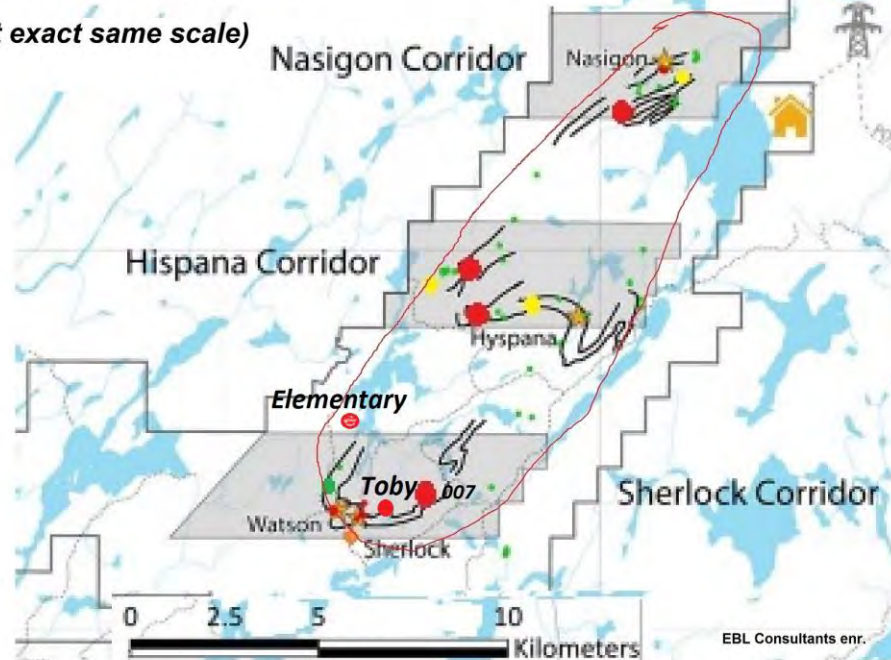 t exact same scale)
Nasigon Corridor
Nasigon
Hispana Corridor
Hyspana
Elementary
Toby
007
Watson
Sherlock
Sherlock Corridor
0 2.5 5 10
Kilometers
EBL Consultants enr.